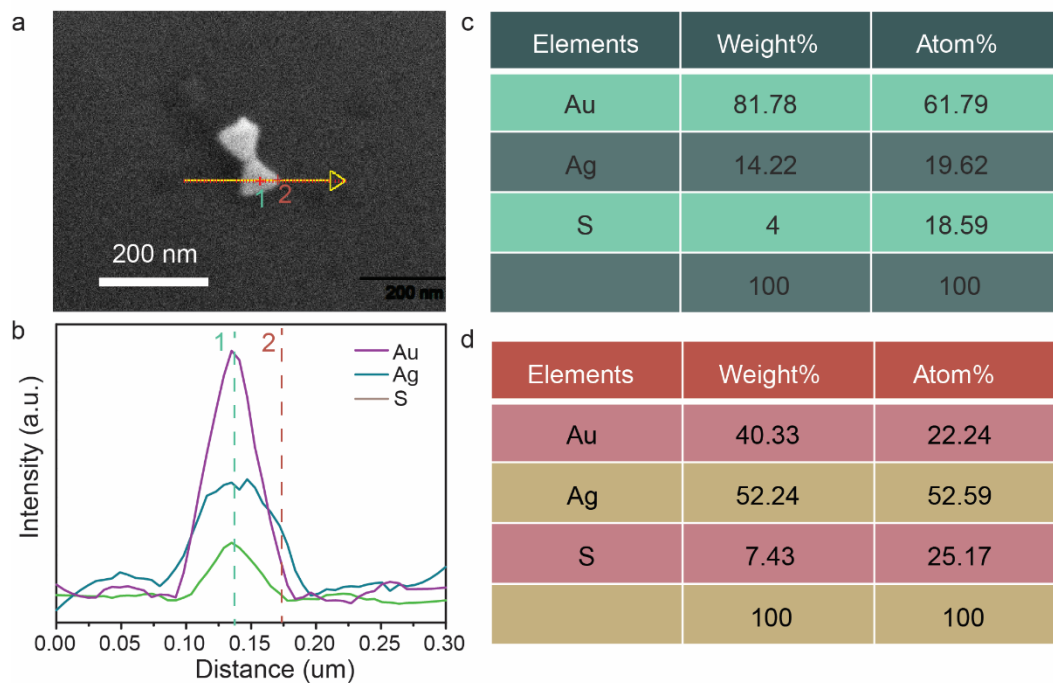 a
1
2
200 nm
200 nm
b
1
2
Au
Ag
S
Intensity (a.u.)
0.00 0.05 0.10 0.15 0.20 0.25 0.30
Distance (um)
c
Elements Weight% Atom%
Au 81.78 61.79
Ag 14.22 19.62
S 4 18.59
100 100
d
Elements Weight% Atom%
Au 40.33 22.24
Ag 52.24 52.59
S 7.43 25.17
100 100